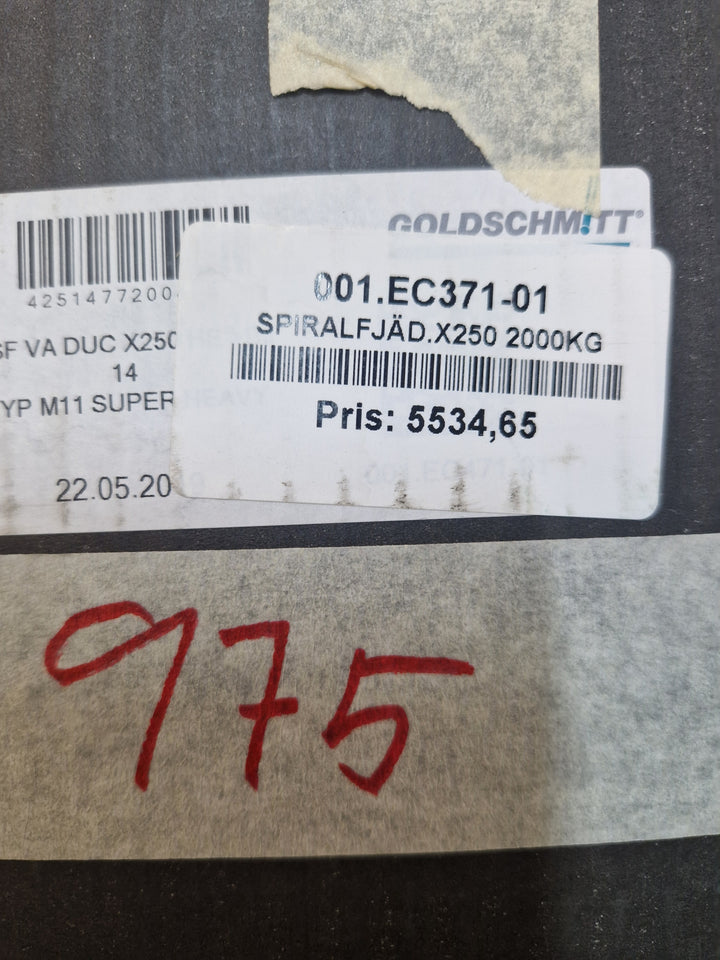 GOLDSCHMITT®
4251477200
SF VA DUC X250
14
YP M11 SUPER HEAVY
22.05.20
001.EC371-01
SPIRALFJÄD.X250 2000KG
Pris: 5534,65
975